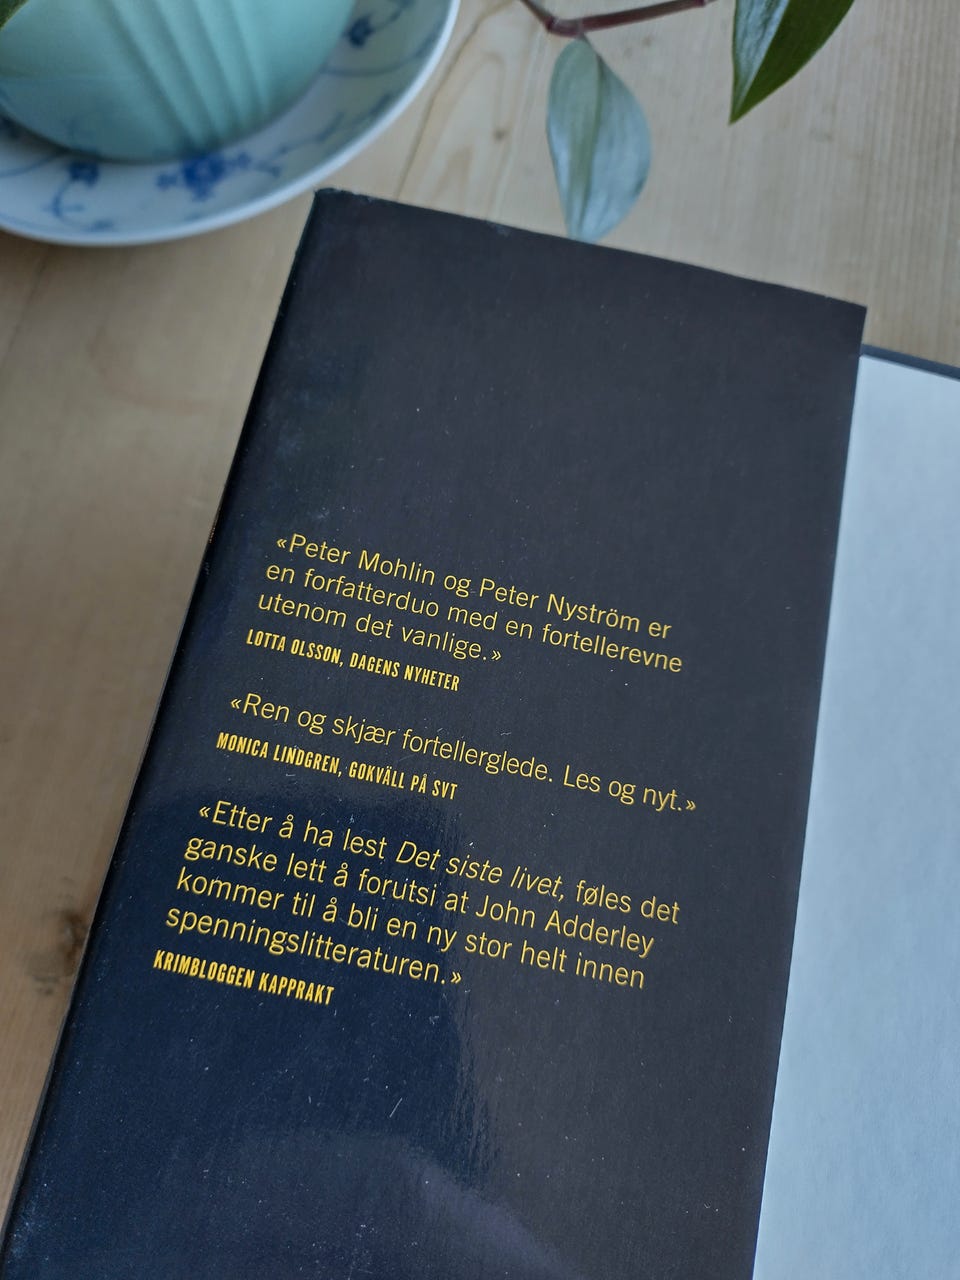 «Peter Mohlin og Peter Nyström er
en forfatterduo med en fortellerevne
utenom det vanlige.»
LOTTA OLSSON, DAGENS NYHETER
«Ren og skjær fortellerglede. Les og nyt.»
MONICA LINDGREN, GOKVÄLL PÅ SVT
«Etter å ha lest Det siste livet, føles det
ganske lett å forutsi at John Adderley
kommer til å bli en ny stor helt innen
spenningslitteraturen.»
KRIMBLOGGEN KAPPRAKT